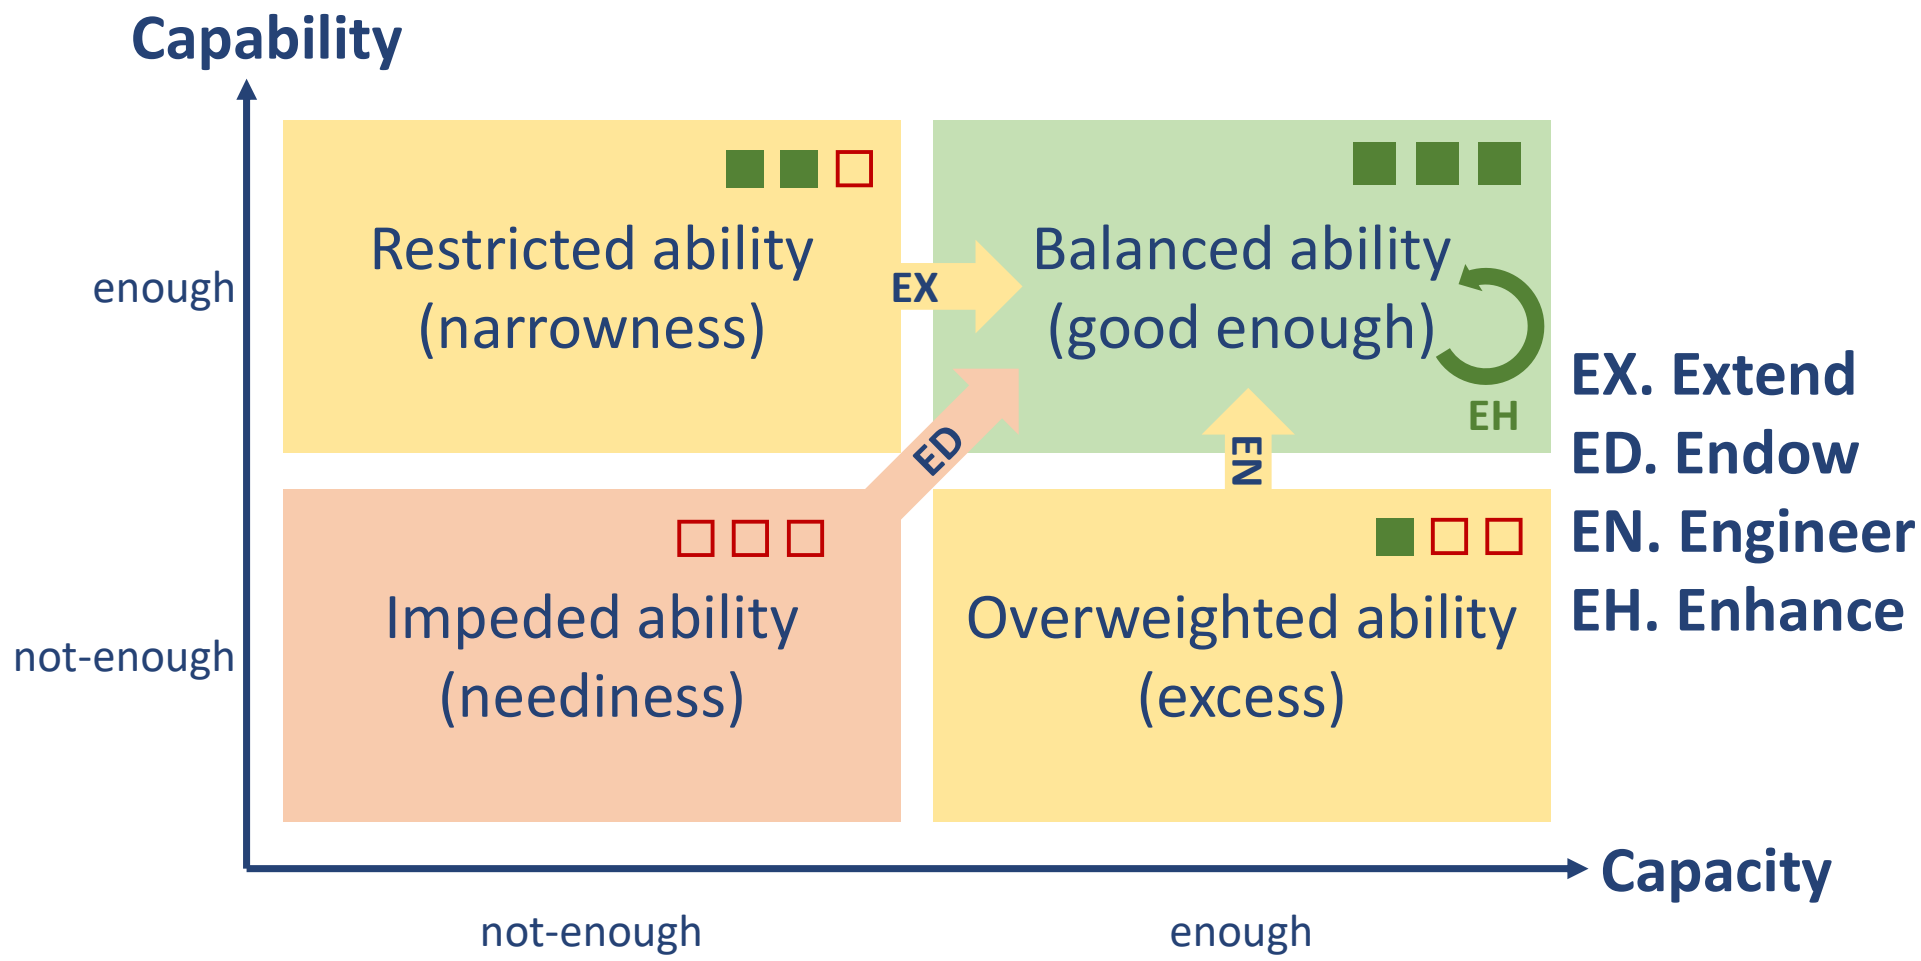 Capability
enough
not-enough
Restricted ability
(narrowness)
EX
Balanced ability
(good enough)
EH
ED
EN
Impeded ability
(neediness)
Overweighted ability
(excess)
EX. Extend
ED. Endow
EN. Engineer
EH. Enhance
Capacity
not-enough
enough